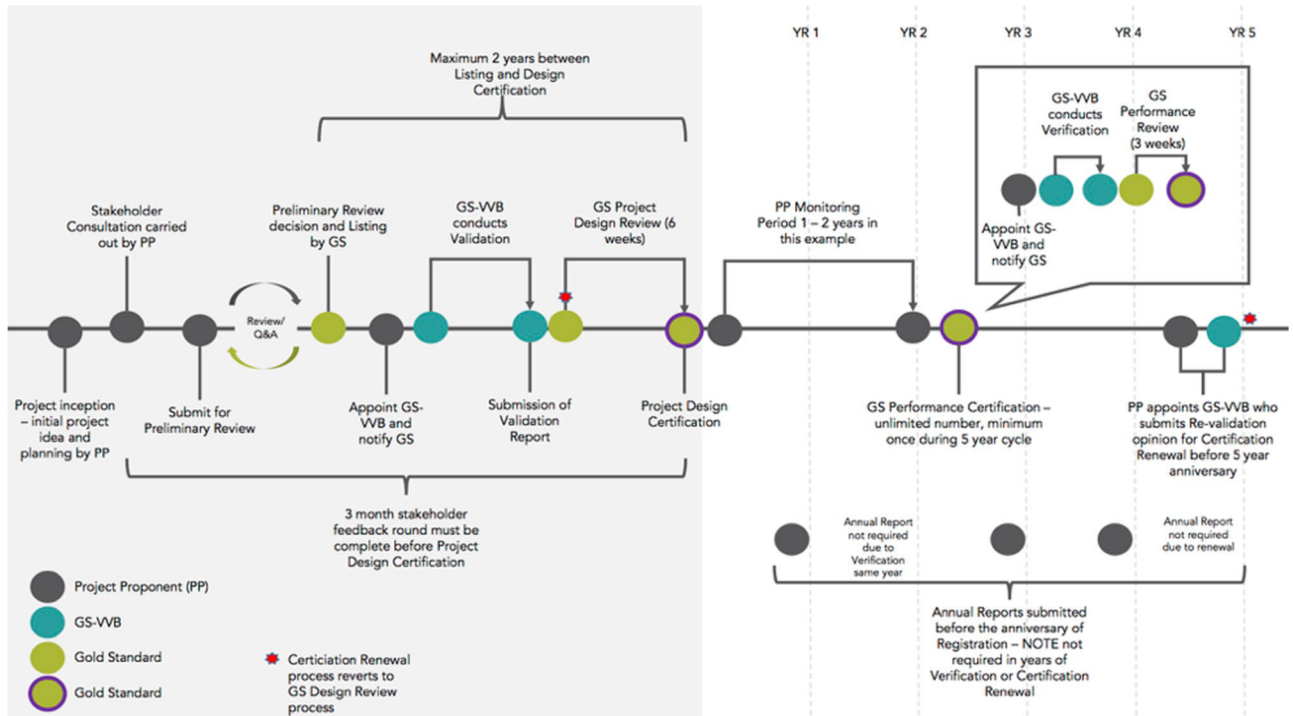 YR 1
YR 2
YR 3
YR 4
YR 5
Maximum 2 years between
Listing and Design
Certification
GS-VVB
conducts
Verification
GS
Performance
Review
(3 weeks)
Appoint GS-
VVB and
notify GS
Stakeholder
Consultation carried
out by PP
Preliminary Review
decision and Listing
by GS
GS-VVB
conducts
Validation
GS Project
Design Review (6
weeks)
PP Monitoring
Period 1 – 2 years in
this example
Review/
Q&A
Project inception
– initial project
idea and
planning by PP
Submit for
Preliminary Review
Appoint GS-
VVB and
notify GS
Submission of
Validation
Report
Project Design
Certification
GS Performance Certification –
unlimited number, minimum
once during 5 year cycle
PP appoints GS-VVB who
submits Re-validation
opinion for Certification
Renewal before 5 year
anniversary
3 month stakeholder
feedback round must be
complete before Project
Design Certification
Annual Report
not required
due to
Verification
same year
Annual Report
not required
due to renewal
Annual Reports submitted
before the anniversary of
Registration – NOTE not
required in years of
Verification or Certification
Renewal
Project Proponent (PP)
GS-VVB
Gold Standard
Gold Standard
Certiciation Renewal
process reverts to
GS Design Review
process